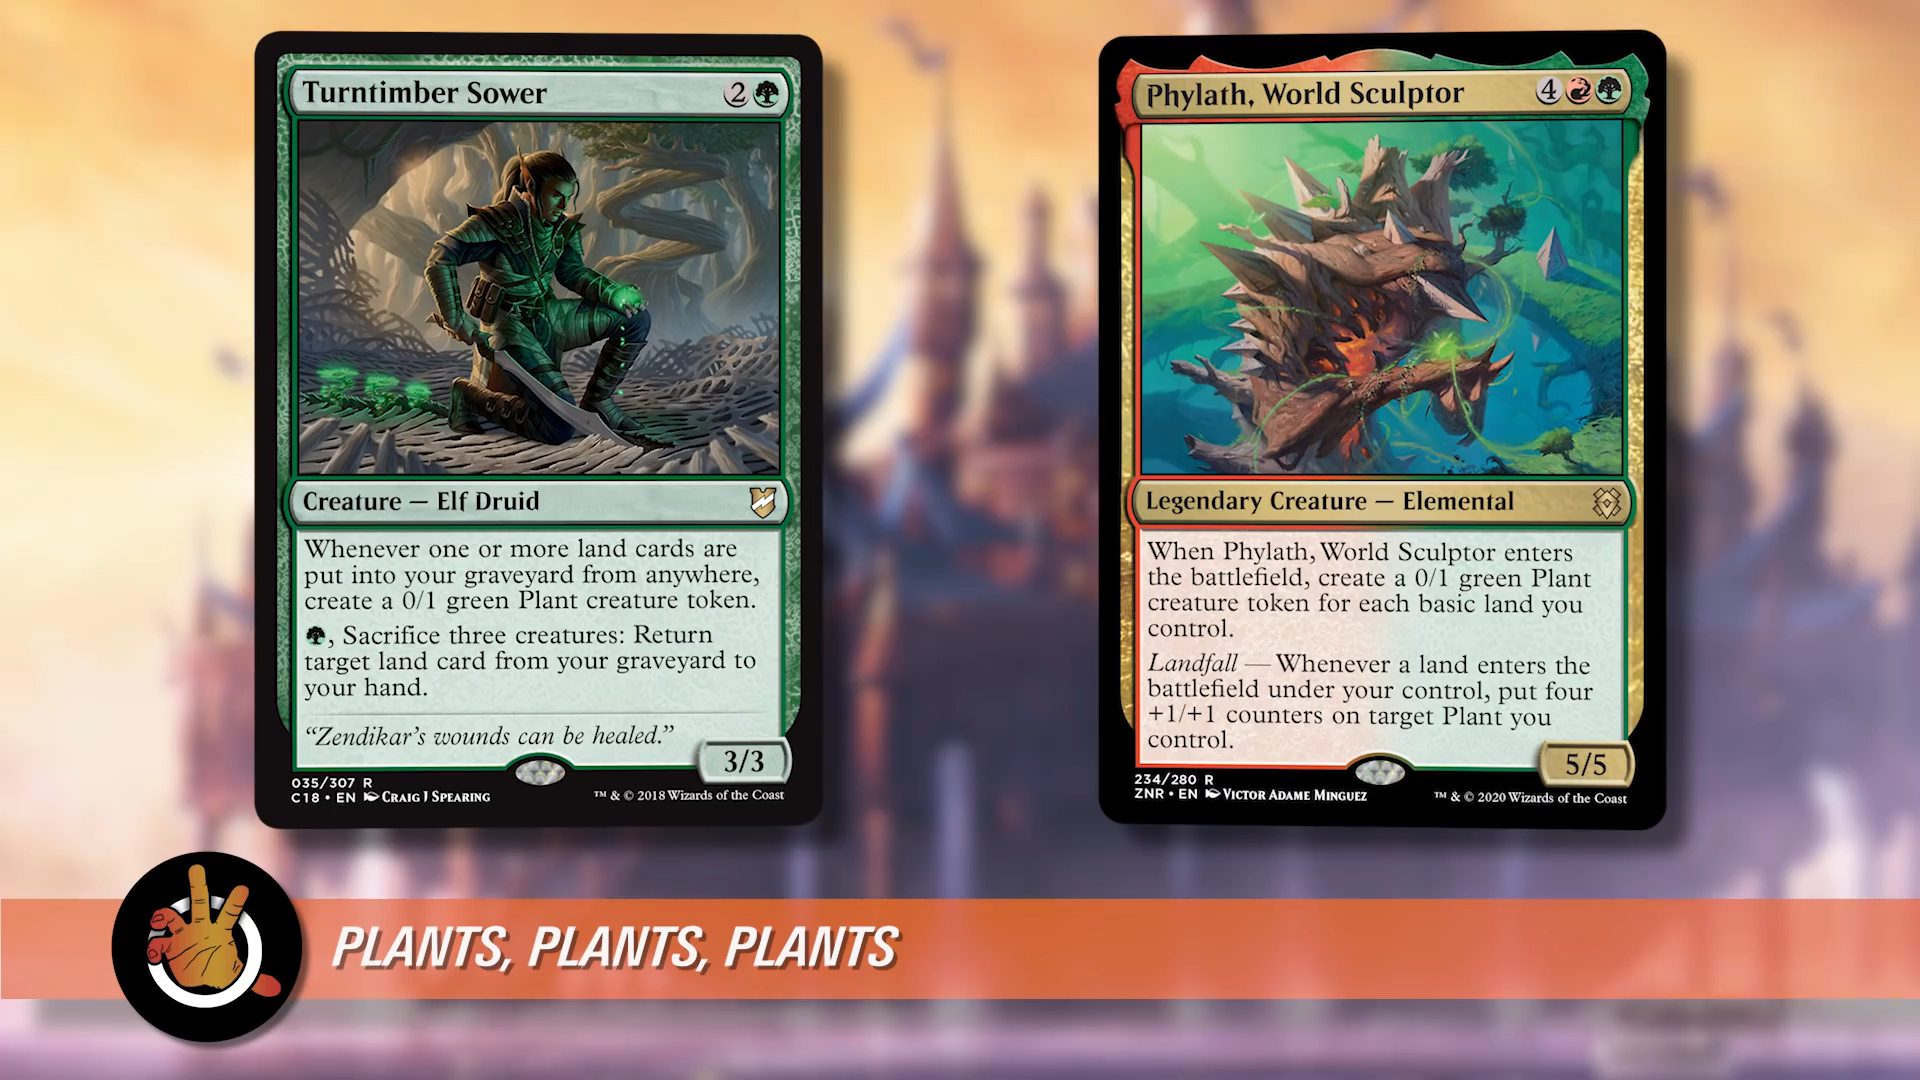 Turntimber Sower
2
Creature — Elf Druid
Whenever one or more land cards are
put into your graveyard from anywhere,
create a 0/1 green Plant creature token.
, Sacrifice three creatures: Return
target land card from your graveyard to
your hand.
“Zendikar’s wounds can be healed.”
3/3
035/307 R
C18 • EN CRAIG J SPEARING
™ & © 2018 Wizards of the Coast
Phylath, World Sculptor
4
Legendary Creature — Elemental
When Phylath, World Sculptor enters
the battlefield, create a 0/1 green Plant
creature token for each basic land you
control.
Landfall — Whenever a land enters the
battlefield under your control, put four
+1/+1 counters on target Plant you
control.
5/5
234/280 R
ZNR • EN VICTOR ADAME MINGUEZ
™ & © 2020 Wizards of the Coast
PLANTS, PLANTS, PLANTS